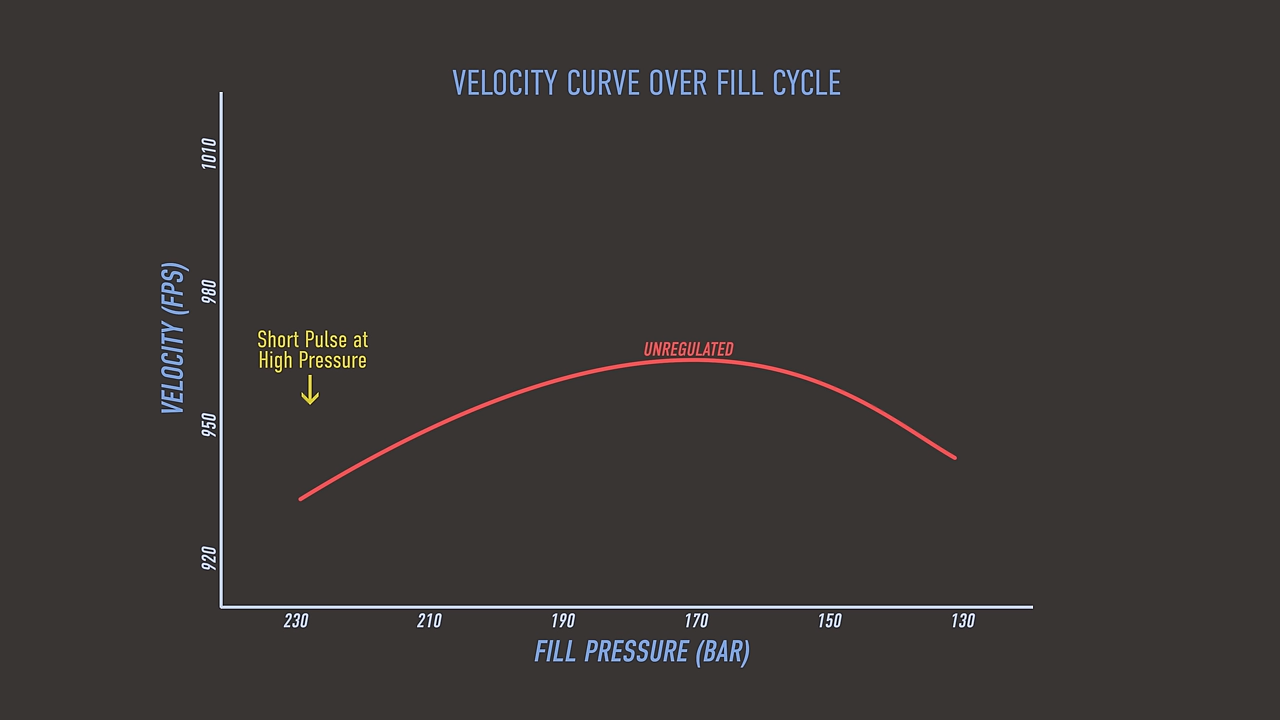 VELOCITY CURVE OVER FILL CYCLE
VELOCITY (FPS)
1010
980
950
920
Short Pulse at
High Pressure
UNREGULATED
230 210 190 170 150 130
FILL PRESSURE (BAR)